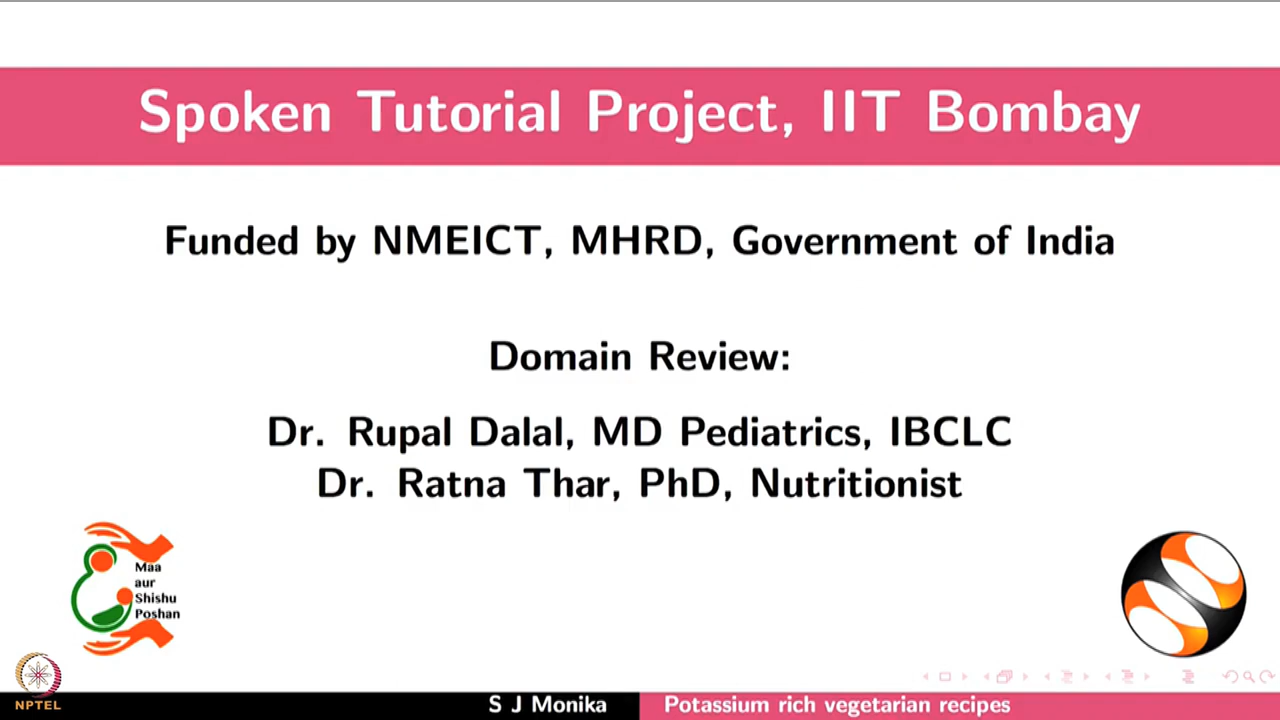 Spoken Tutorial Project, IIT Bombay
Funded by NMEICT, MHRD, Government of India
Domain Review:
Dr. Rupal Dalal, MD Pediatrics, IBCLC
Dr. Ratna Thar, PhD, Nutritionist
Maa
aur
Shishu
Poshan
NPTEL
S J Monika
Potassium rich vegetarian recipes